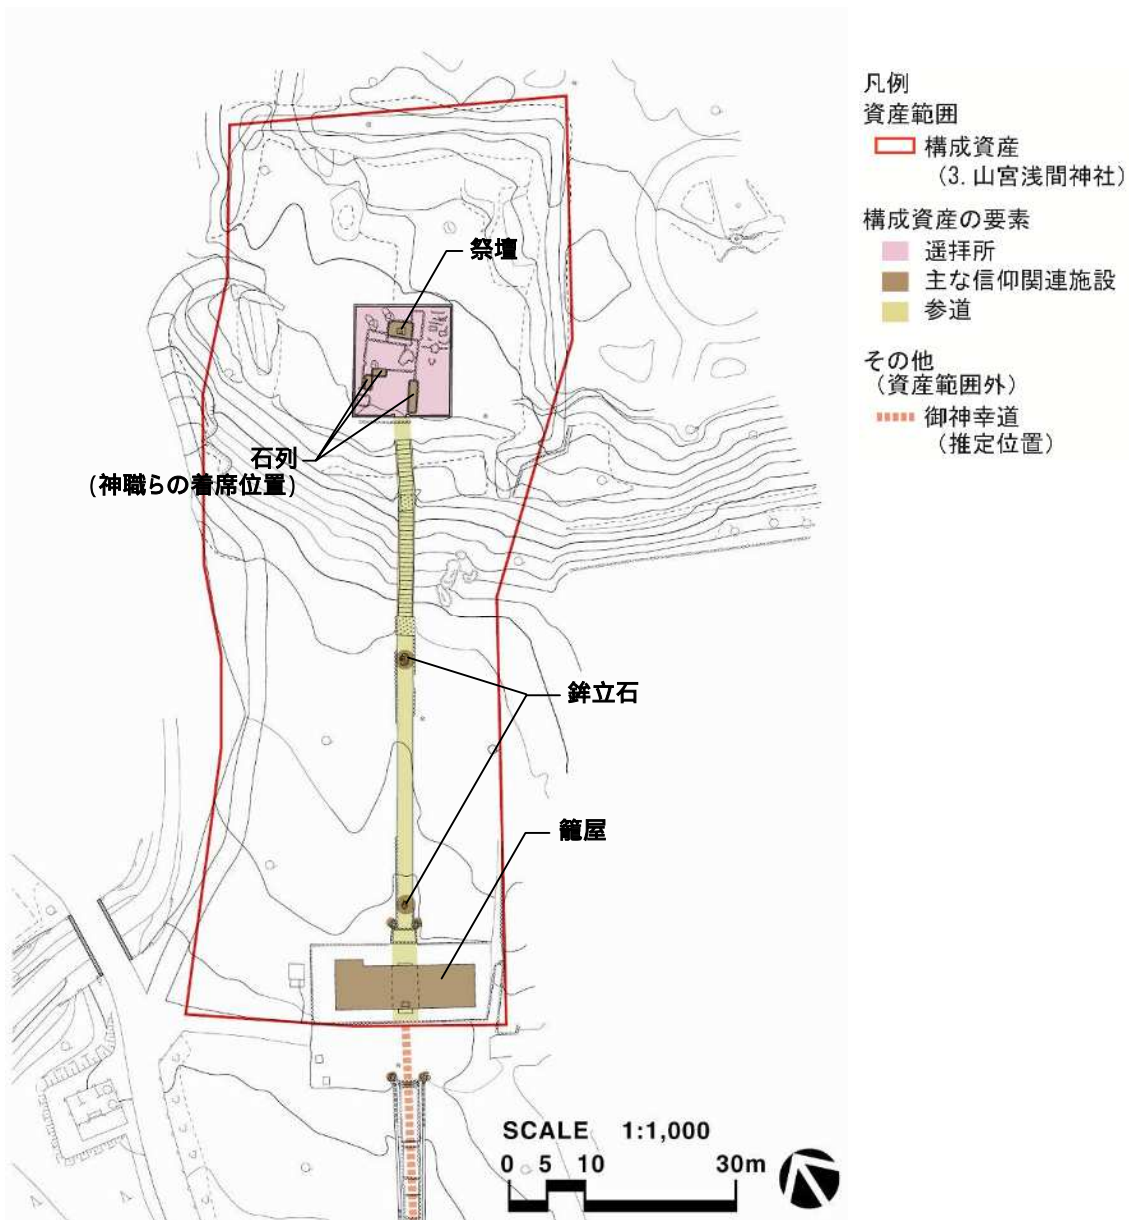 凡例
資産範囲
構成資産
（3. 山宮浅間神社）
構成資産の要素
遥拝所
主な信仰関連施設
参道
その他
（資産範囲外）
御神幸道
（推定位置）
祭壇
石列
(神職らの着席位置)
鉾立石
籠屋
SCALE 1:1,000
0 5 10 30m